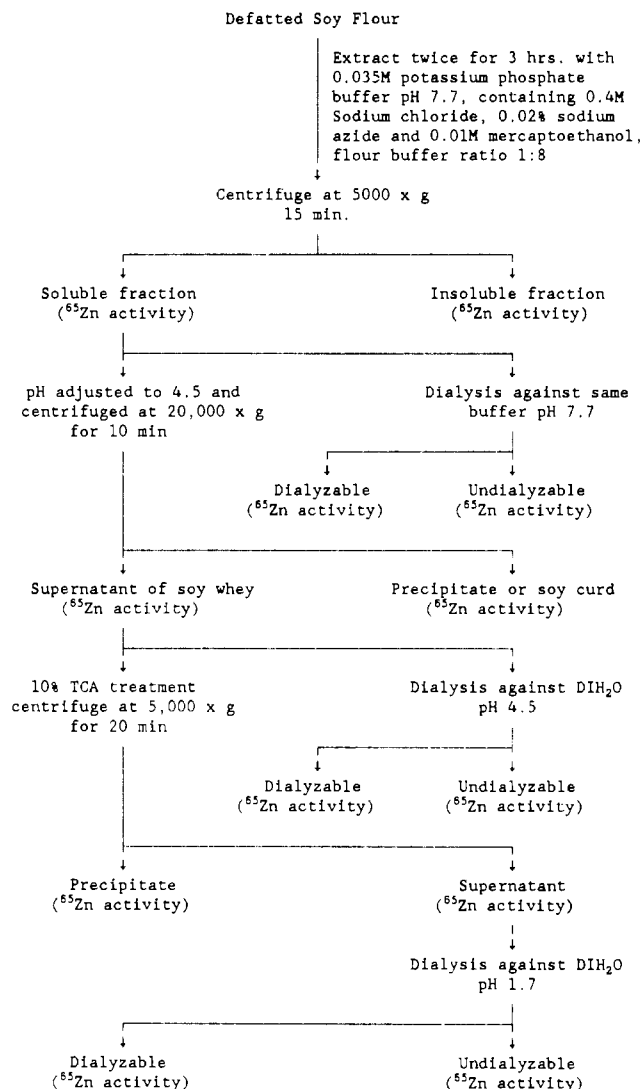 Defatted Soy Flour
Extract twice for 3 hrs. with
0.035M potassium phosphate
buffer pH 7.7, containing 0.4M
Sodium chloride, 0.02% sodium
azide and 0.01M mercaptoethanol,
flour buffer ratio 1:8
Centrifuge at 5000 x g
15 min.
Soluble fraction
(⁶⁵Zn activity)
Insoluble fraction
(⁶⁵Zn activity)
pH adjusted to 4.5 and
centrifuged at 20,000 x g
for 10 min
Dialysis against same
buffer pH 7.7
Dialyzable
(⁶⁵Zn activity)
Undialyzable
(⁶⁵Zn activity)
Supernatant of soy whey
(⁶⁵Zn activity)
Precipitate or soy curd
(⁶⁵Zn activity)
10% TCA treatment
centrifuge at 5,000 x g
for 20 min
Dialysis against DIH₂O
pH 4.5
Dialyzable
(⁶⁵Zn activity)
Undialyzable
(⁶⁵Zn activity)
Precipitate
(⁶⁵Zn activity)
Supernatant
(⁶⁵Zn activity)
Dialysis against DIH₂O
pH 1.7
Dialyzable
(⁶⁵Zn activity)
Undialyzable
(⁶⁵Zn activity)